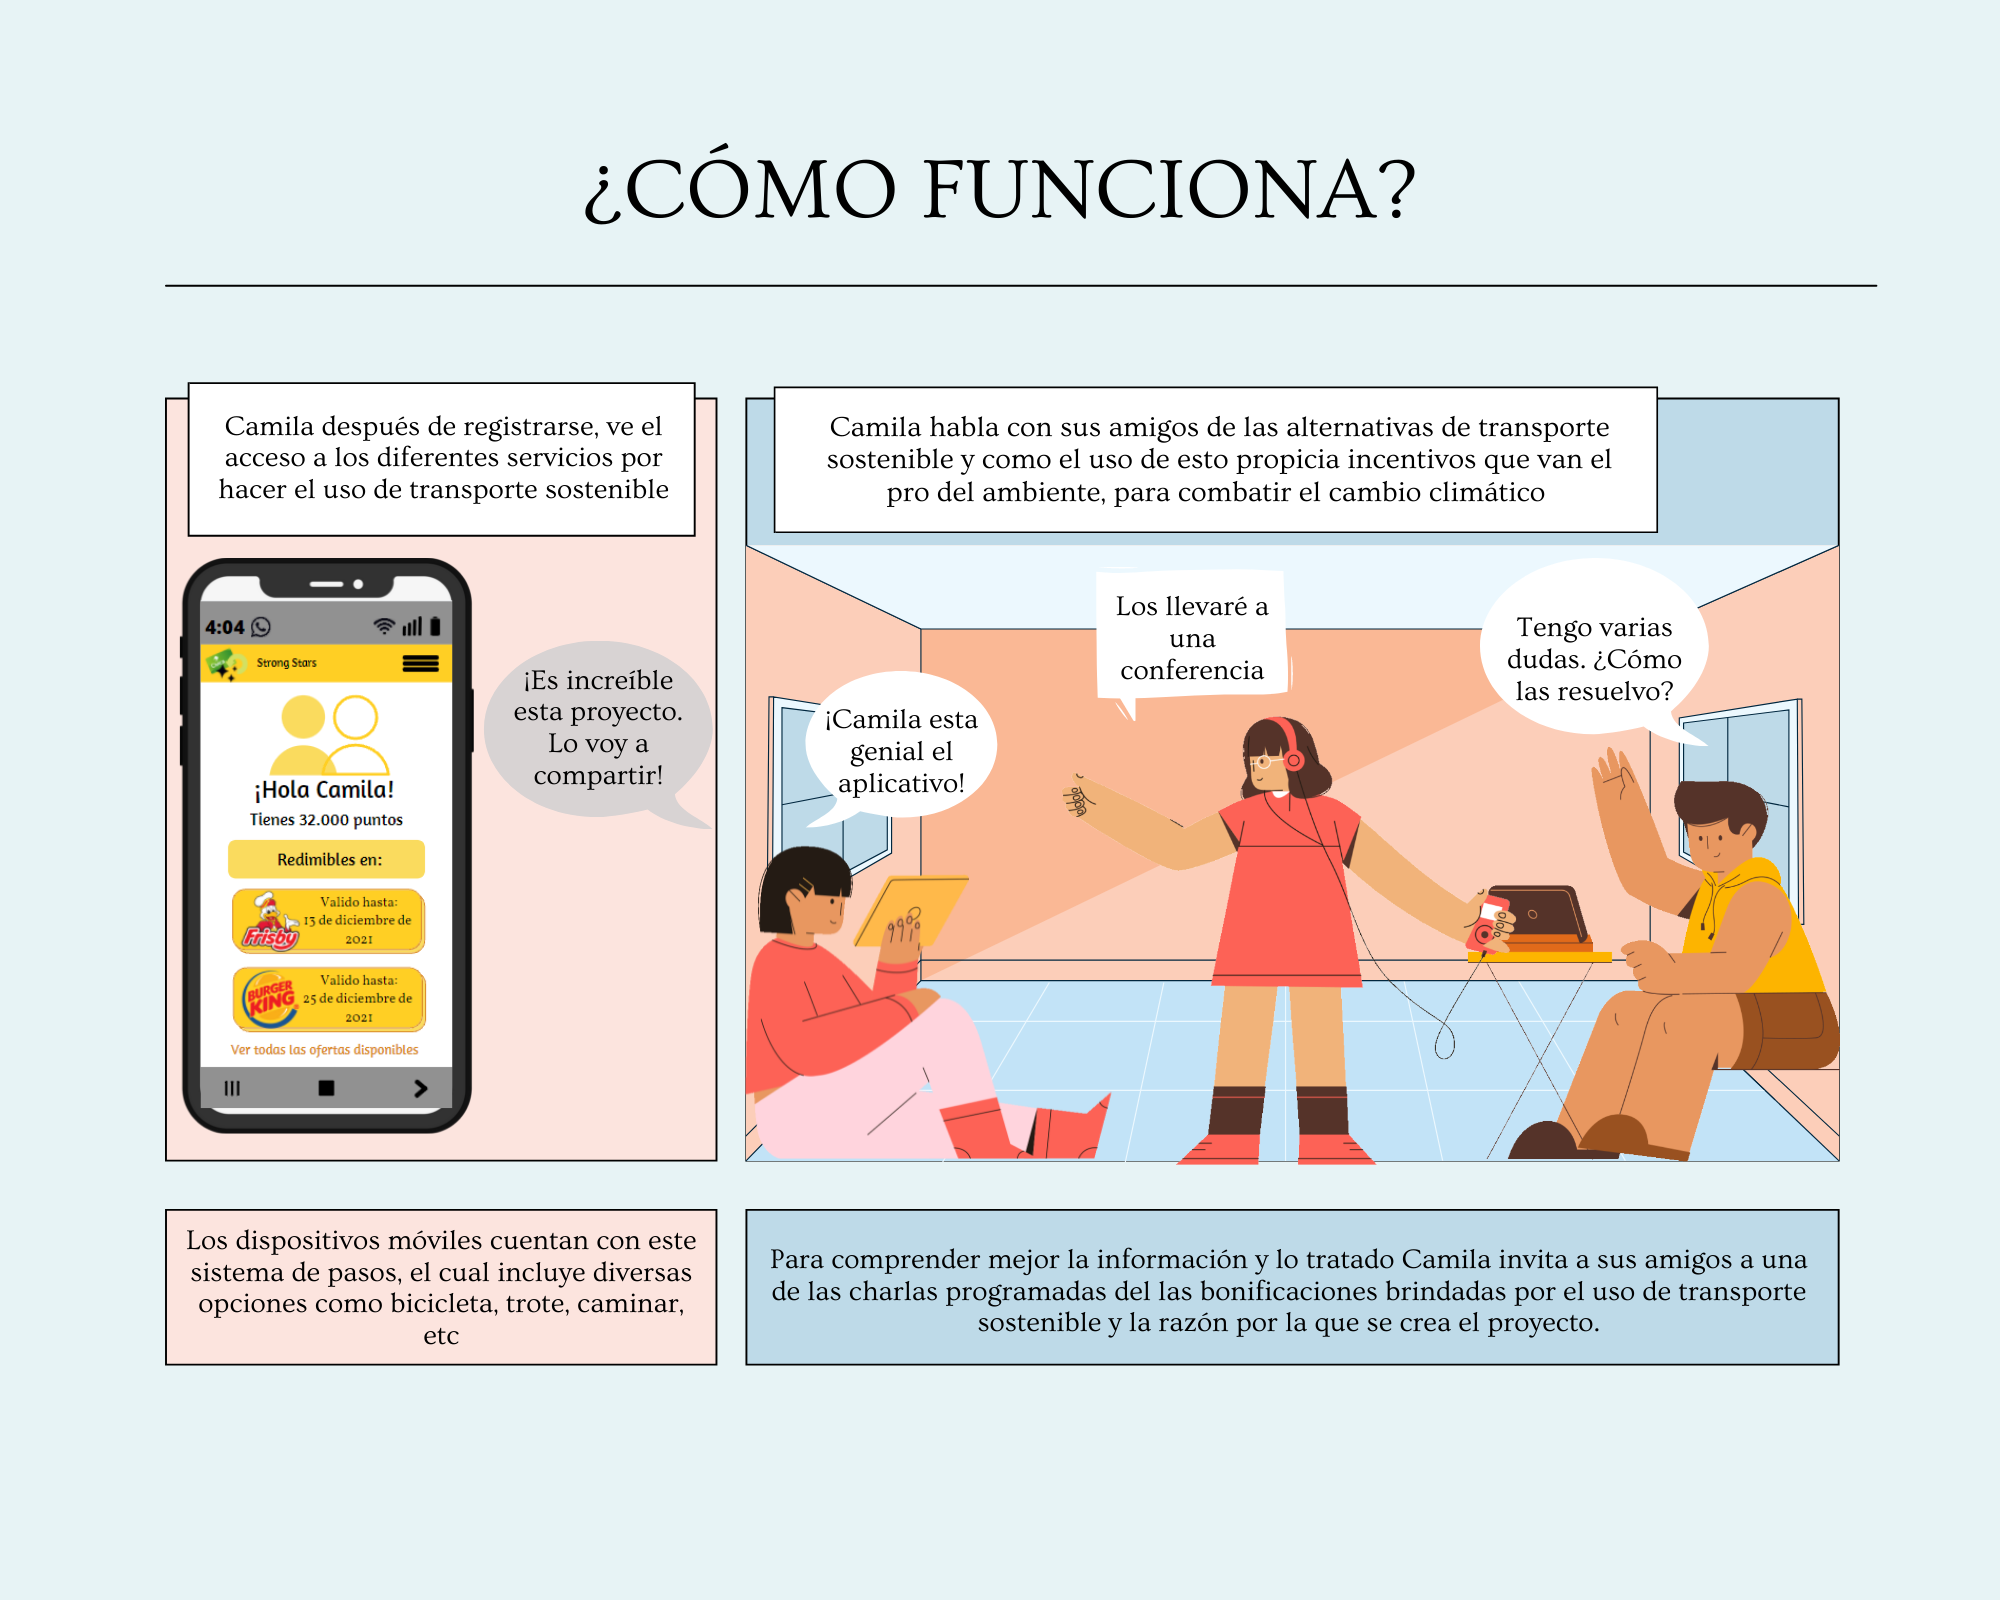 ¿CÓMO FUNCIONA?
Camila después de registrarse, ve el
acceso a los diferentes servicios por
hacer el uso de transporte sostenible
4:04
Strong Stars
¡Hola Camila!
Tienes 32.000 puntos
Redimibles en:
Frisby
Valido hasta:
13 de diciembre de
2021
BURGER
KING
Valido hasta:
25 de diciembre de
2021
Ver todas las ofertas disponibles
¡Es increíble
esta proyecto.
Lo voy a
compartir!
Los dispositivos móviles cuentan con este
sistema de pasos, el cual incluye diversas
opciones como bicicleta, trote, caminar,
etc
Camila habla con sus amigos de las alternativas de transporte
sostenible y como el uso de esto propicia incentivos que van el
pro del ambiente, para combatir el cambio climático
¡Camila esta
genial el
aplicativo!
Los llevaré a
una
conferencia
Tengo varias
dudas. ¿Cómo
las resuelvo?
Para comprender mejor la información y lo tratado Camila invita a sus amigos a una
de las charlas programadas del las bonificaciones brindadas por el uso de transporte
sostenible y la razón por la que se crea el proyecto.